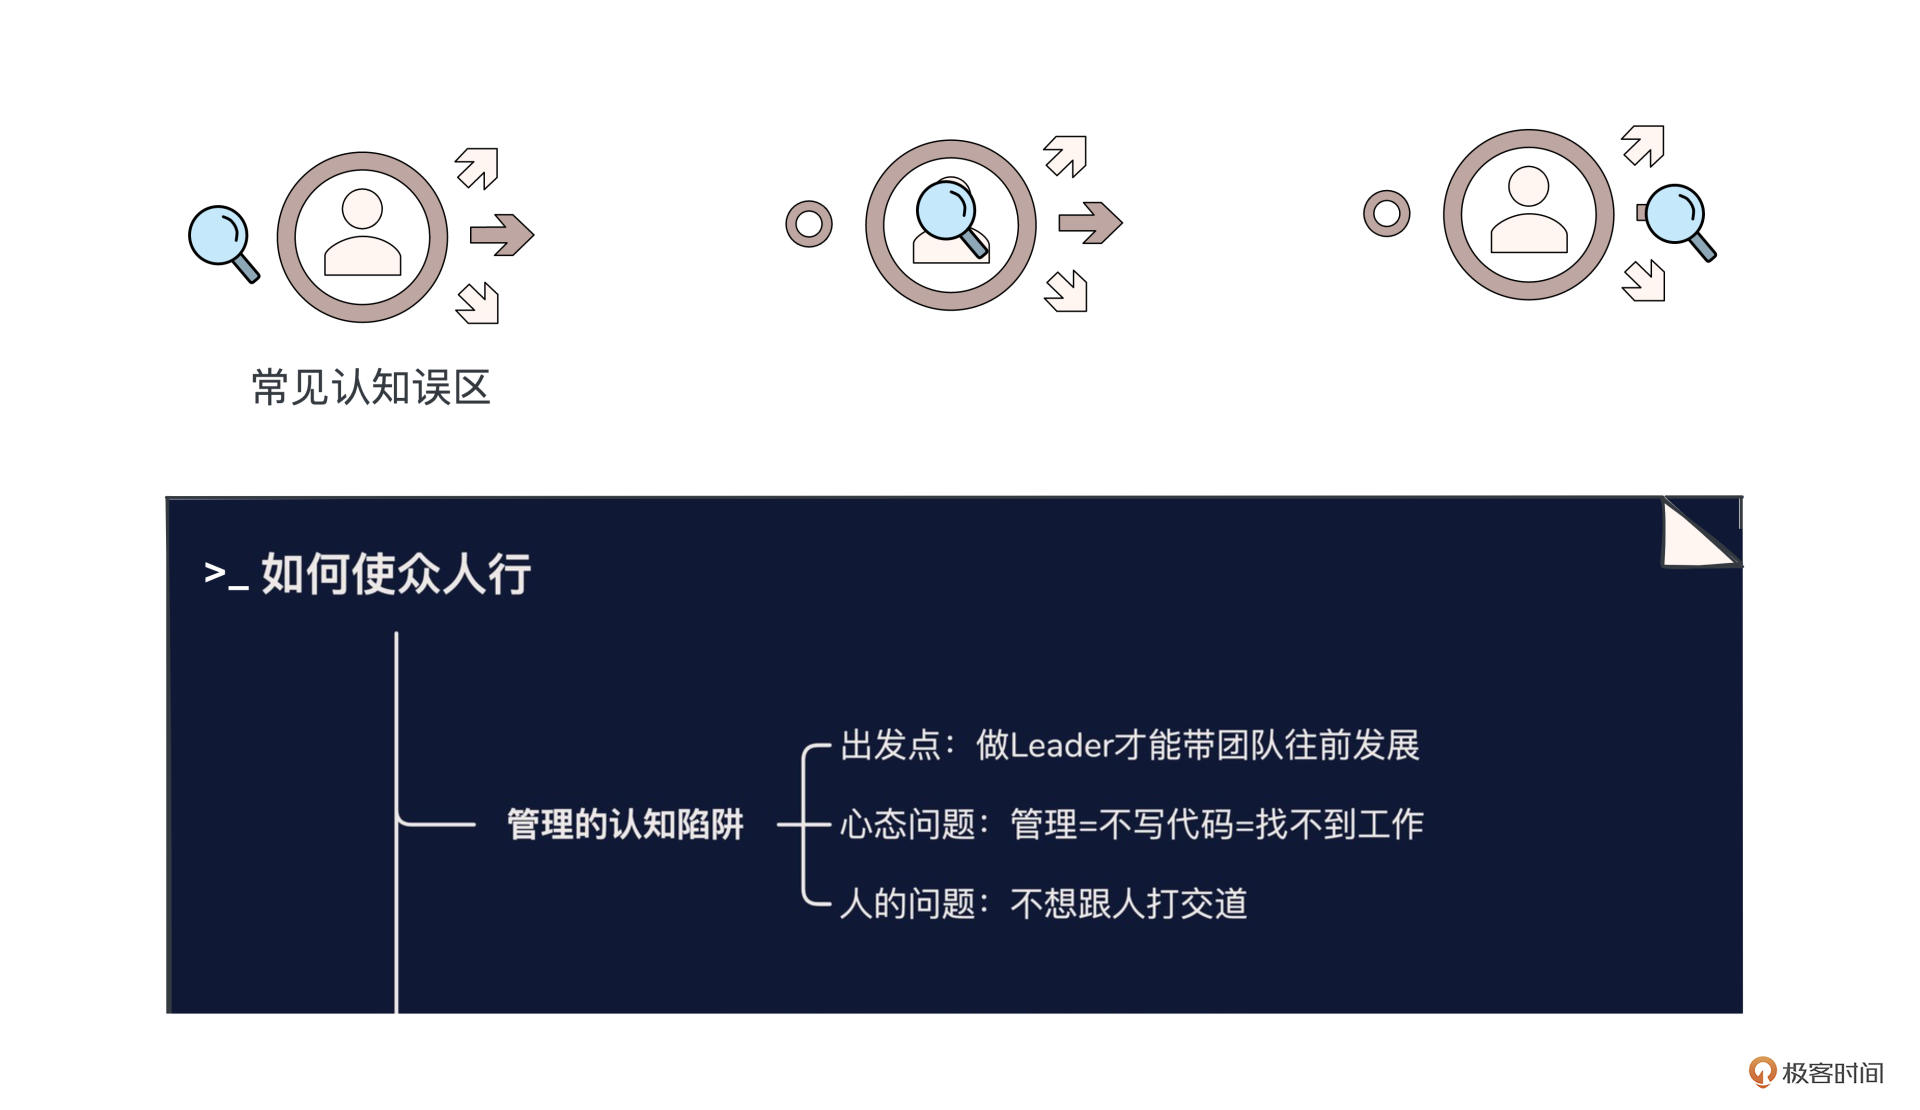 常见认知误区
>_ 如何使众人行
出发点：做Leader才能带团队往前发展
管理的认知陷阱
心态问题：管理=不写代码=找不到工作
人的问题：不想跟人打交道
极客时间